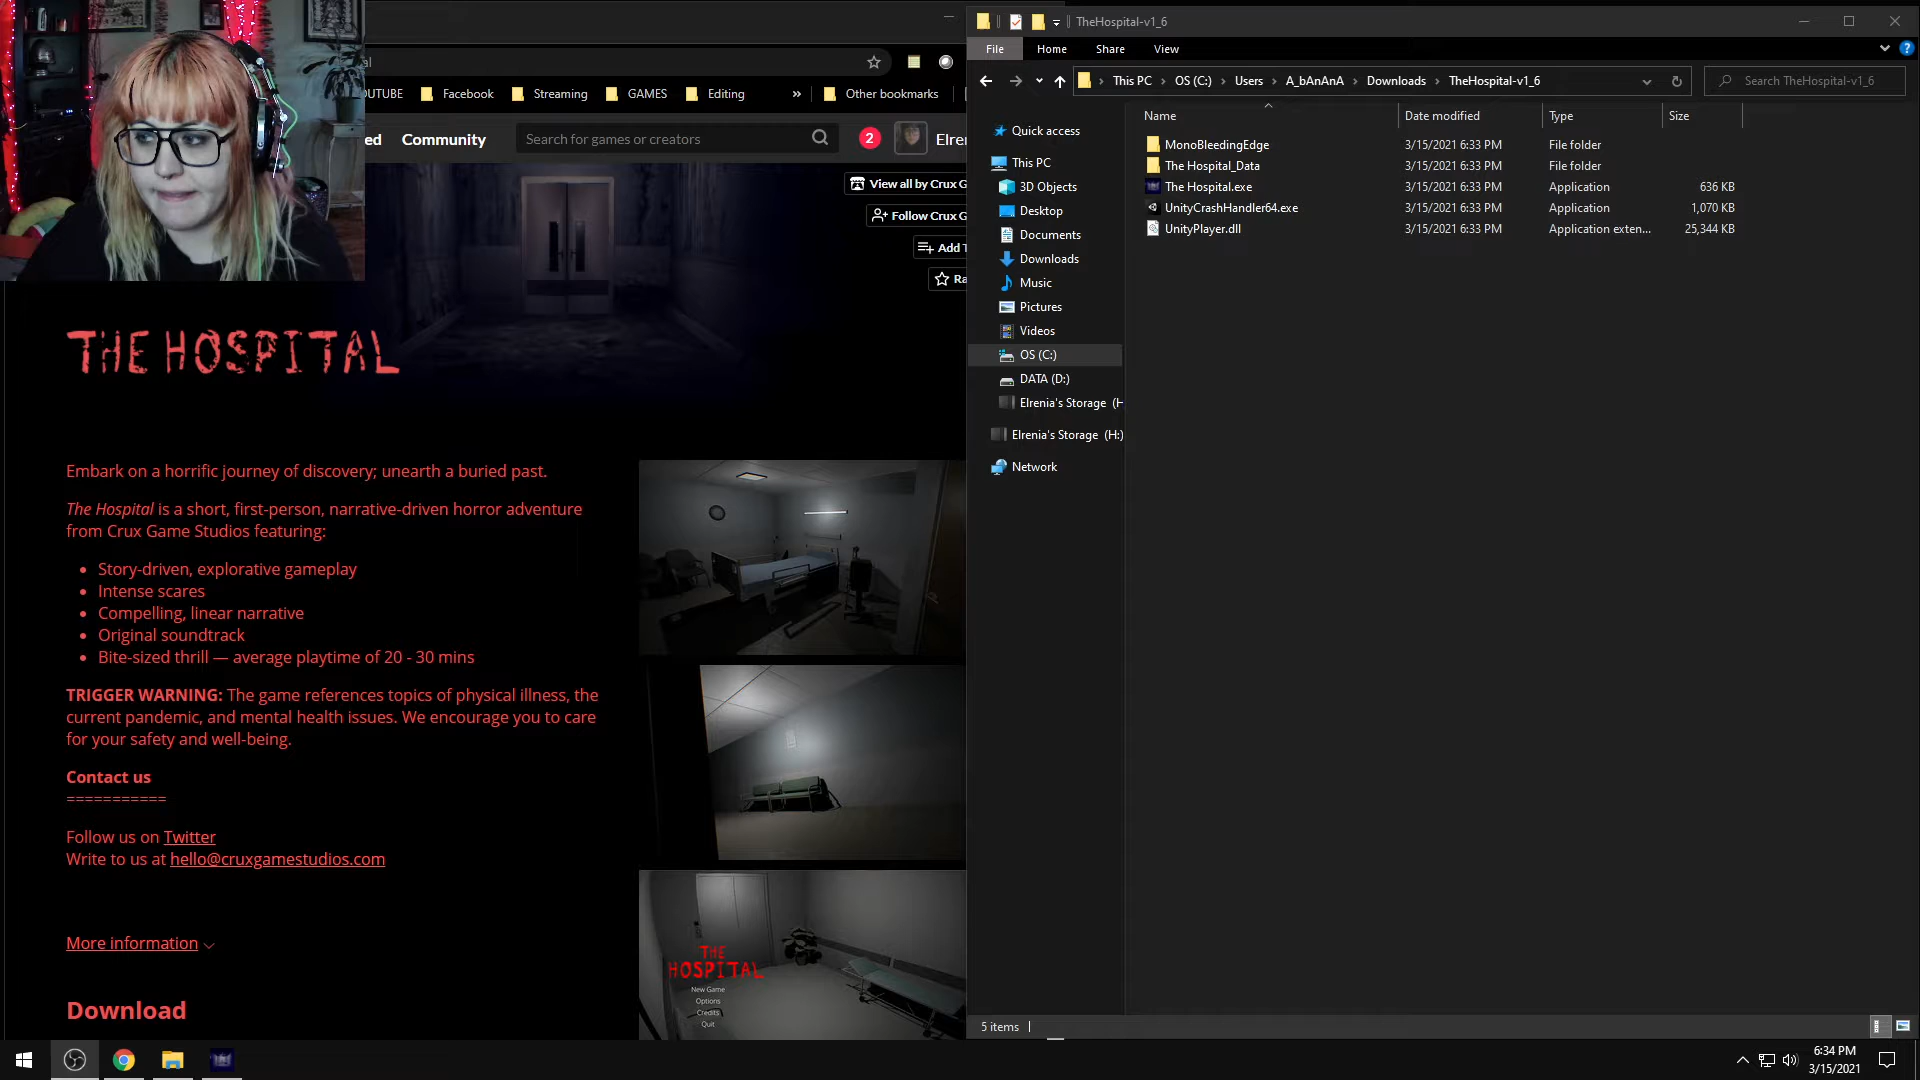 TheHospital-v1_6
File
Home
Share
View
This PC
OS (C:)
Users
A_bAnAnA
Downloads
TheHospital-v1_6
Search TheHospital-v1_6
al
OUTUBE
Facebook
Streaming
GAMES
Editing
»
Other bookmarks
ed
Community
Search for games or creators
2
Elre
View all by Crux G
Follow Crux G
Add T
Ra
THE HOSPITAL
Embark on a horrific journey of discovery; unearth a buried past.
The Hospital is a short, first-person, narrative-driven horror adventure
from Crux Game Studios featuring:
Story-driven, explorative gameplay
Intense scares
Compelling, linear narrative
Original soundtrack
Bite-sized thrill — average playtime of 20 - 30 mins
TRIGGER WARNING: The game references topics of physical illness, the
current pandemic, and mental health issues. We encourage you to care
for your safety and well-being.
Contact us
===========
Follow us on Twitter
Write to us at hello@cruxgamestudios.com
More information
Download
THE
HOSPITAL
New Game
Options
Credits
Quit
Quick access
This PC
3D Objects
Desktop
Documents
Downloads
Music
Pictures
Videos
OS (C:)
DATA (D:)
Elrenia's Storage (H
Elrenia's Storage (H:)
Network
Name Date modified Type Size
MonoBleedingEdge 3/15/2021 6:33 PM File folder
The Hospital_Data 3/15/2021 6:33 PM File folder
The Hospital.exe 3/15/2021 6:33 PM Application 636 KB
UnityCrashHandler64.exe 3/15/2021 6:33 PM Application 1,070 KB
UnityPlayer.dll 3/15/2021 6:33 PM Application exten... 25,344 KB
5 items
6:34 PM
3/15/2021